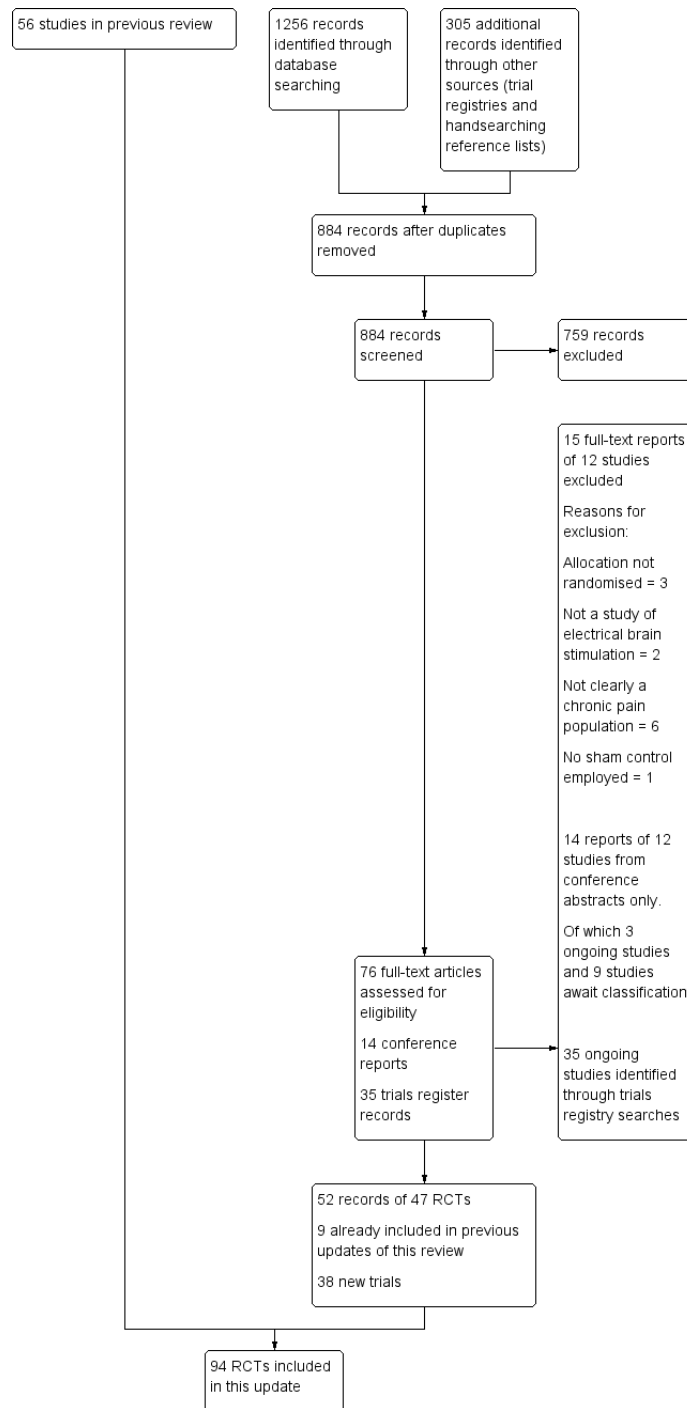 56 studies in previous review
1256 records
identified through
database
searching
305 additional
records identified
through other
sources (trial
registries and
handsearching
reference lists)
884 records after duplicates
removed
884 records
screened
759 records
excluded
15 full-text reports
of 12 studies
excluded
Reasons for
exclusion:
Allocation not
randomised = 3
Not a study of
electrical brain
stimulation = 2
Not clearly a
chronic pain
population = 6
No sham control
employed = 1
14 reports of 12
studies from
conference
abstracts only.
Of which 3
ongoing studies
and 9 studies
await classification
35 ongoing
studies identified
through trials
registry searches
76 full-text articles
assessed for
eligibility
14 conference
reports
35 trials register
records
52 records of 47 RCTs
9 already included in previous
updates of this review
38 new trials
94 RCTs included
in this update